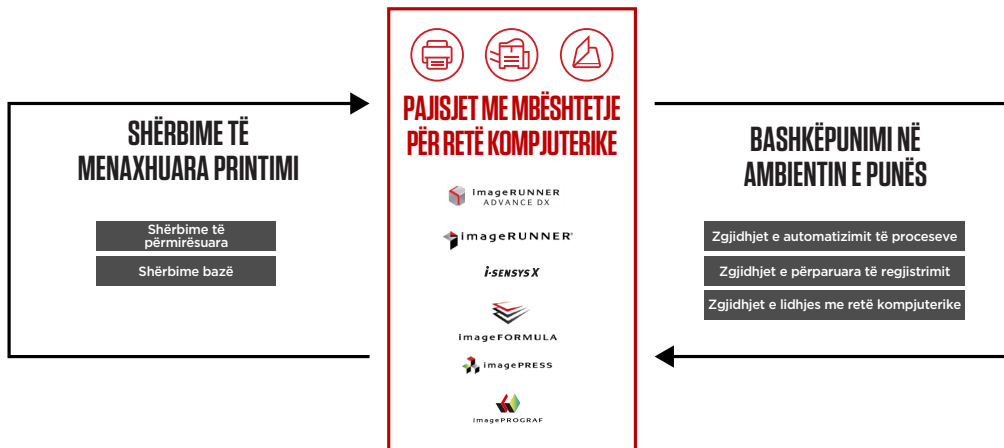 SHËRBIME TË
MENAXHUARA PRINTIMI
Shërbime të
përmirësuara
Shërbime bazë
PAJISJET ME MBËSHTETJE
PËR RETË KOMPJUTERIKE
imageRUNNER
ADVANCE DX
imageRUNNER®
i-SENSYS X
imageFORMULA
imagePRESS
imagePROGRAF
BASHKËPUNIMI NË
AMBIENTIN E PUNËS
Zgjidhjet e automatizimit të proceseve
Zgjidhjet e përparuara të regjistrimit
Zgjidhjet e lidhjes me retë kompjuterike